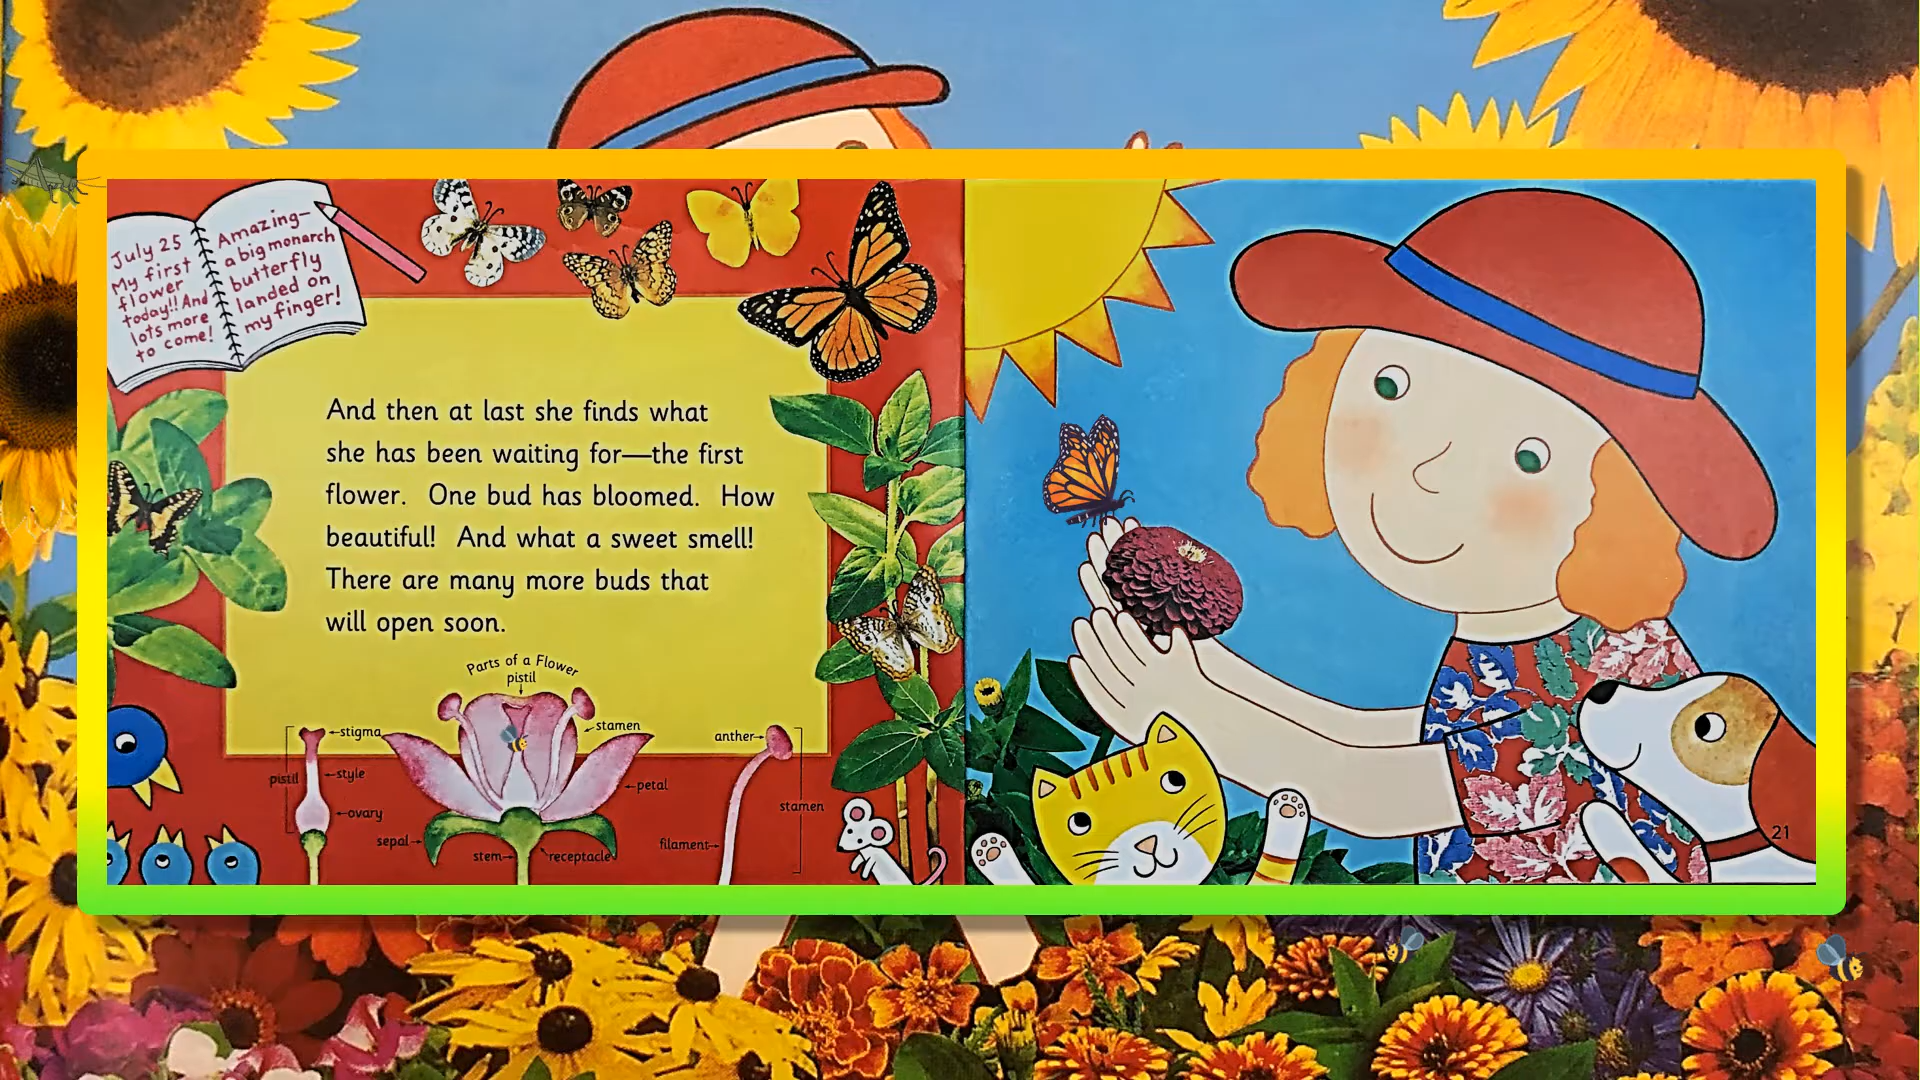 July 25
My first
flower
today!! And
lots more
to come!
Amazing—
a big monarch
butterfly
landed on
my finger!
And then at last she finds what
she has been waiting for—the first
flower. One bud has bloomed. How
beautiful! And what a sweet smell!
There are many more buds that
will open soon.
Parts of a Flower
pistil
stigma
style
ovary
pistil
stamen
petal
sepal
stem
receptacle
anther
stamen
filament
21